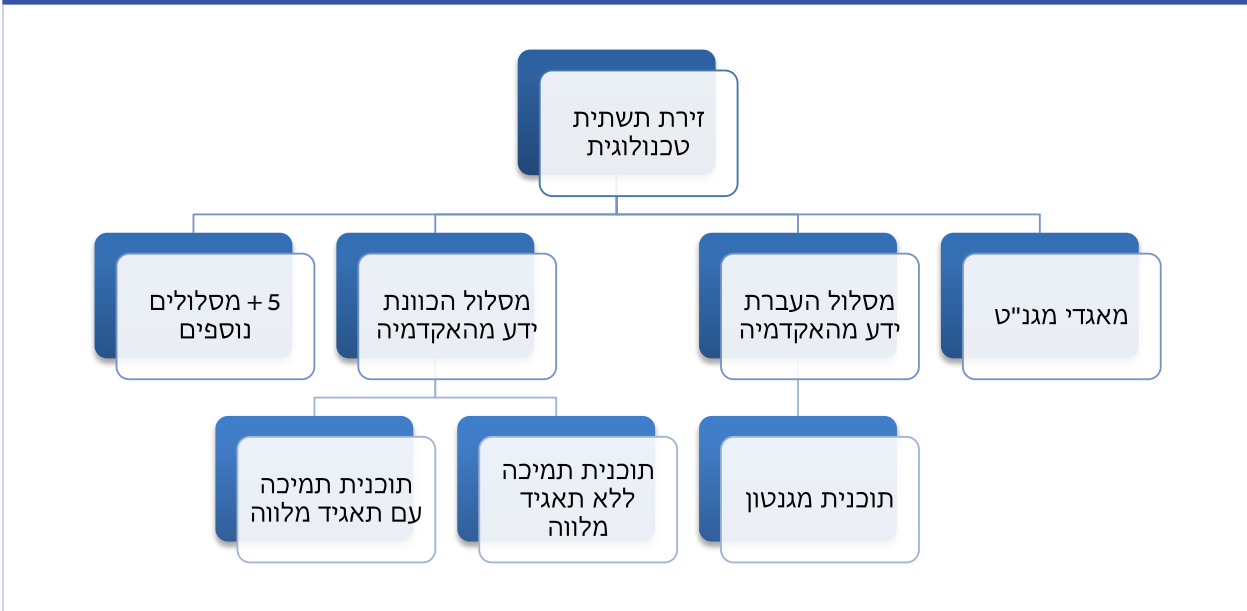 זירת תשתית
טכנולוגית
מאגדי מגנ"ט
מסלול העברת
ידע מהאקדמיה
מסלול הכוונת
ידע מהאקדמיה
5+ מסלולים
נוספים
תוכנית מגנטון
תוכנית תמיכה
ללא תאגיד
מלווה
תוכנית תמיכה
עם תאגיד מלווה